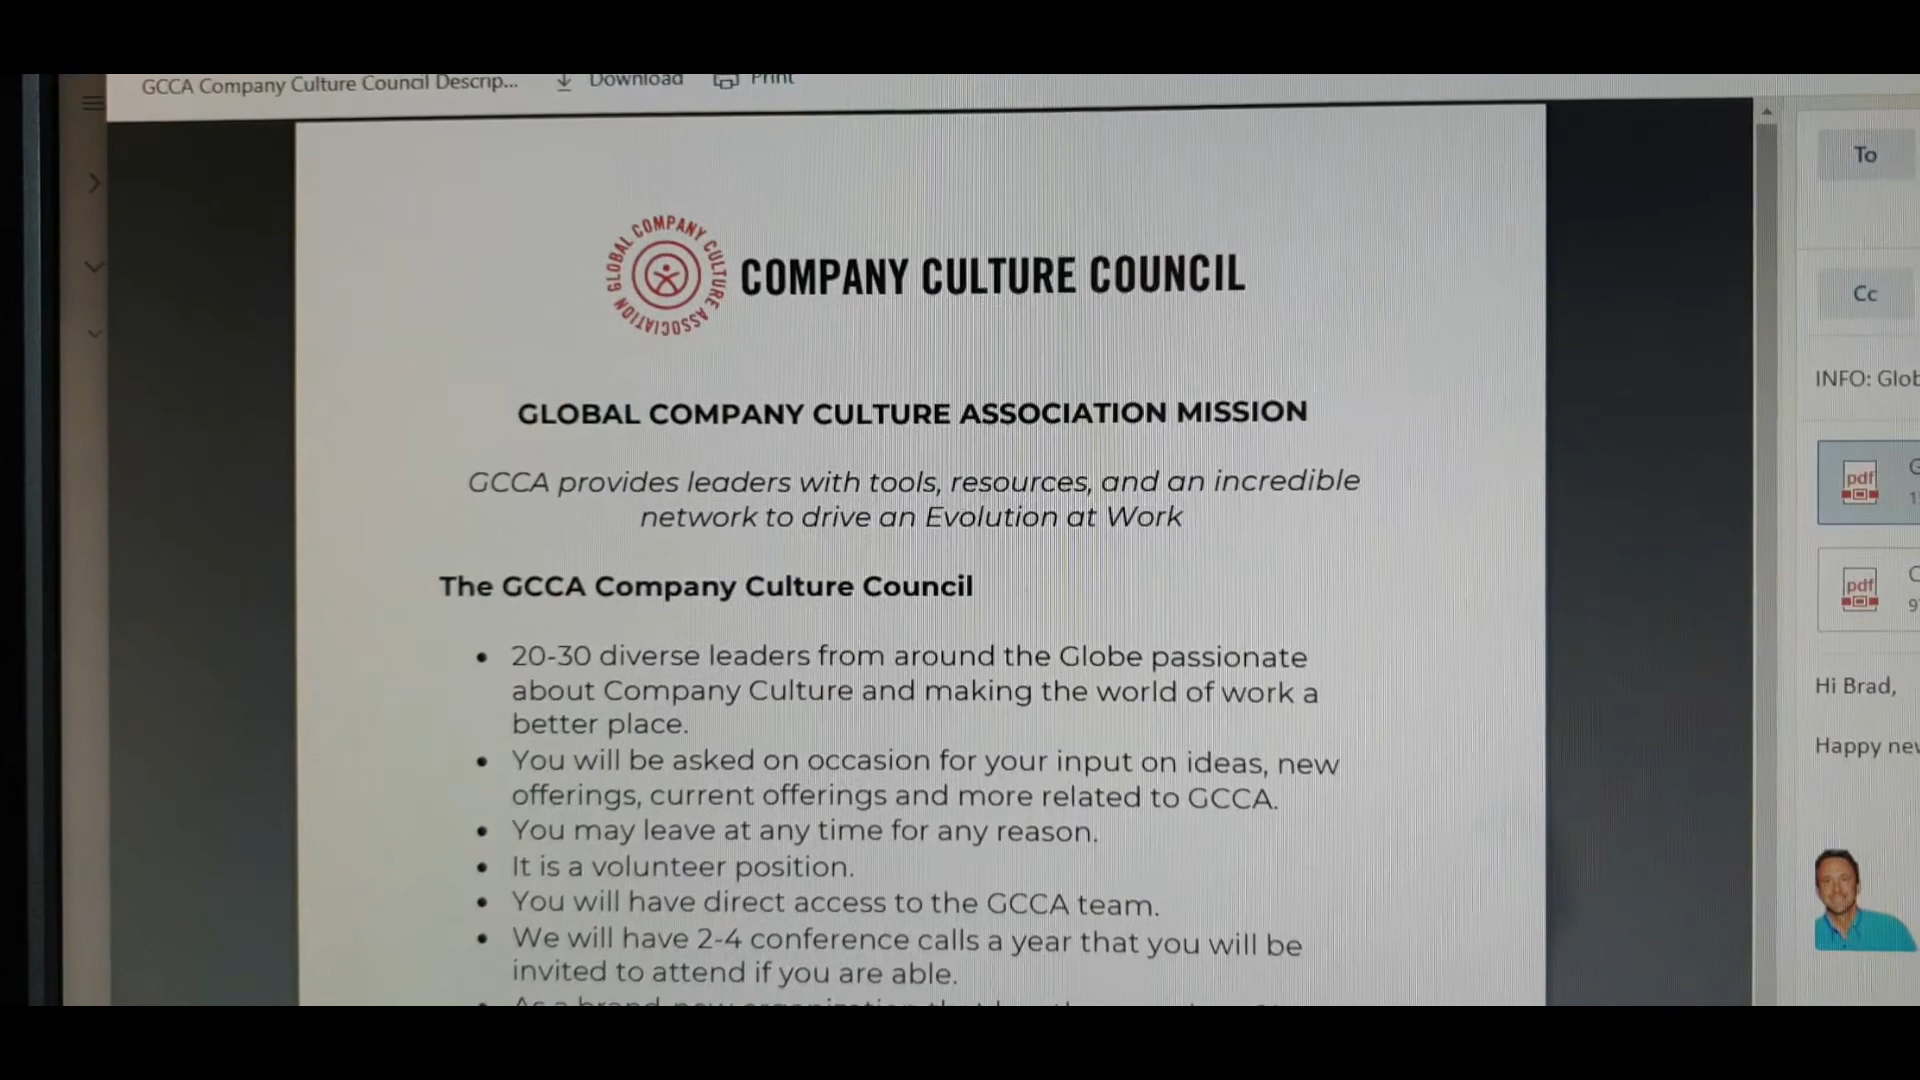 GCCA Company Culture Council Descrip...
Download
Print
To
GLOBAL COMPANY CULTURE ASSOCIATION
COMPANY CULTURE COUNCIL
Cc
GLOBAL COMPANY CULTURE ASSOCIATION MISSION
INFO: Glob
GCCA provides leaders with tools, resources, and an incredible
network to drive an Evolution at Work
pdf
The GCCA Company Culture Council
pdf
• 20-30 diverse leaders from around the Globe passionate
about Company Culture and making the world of work a
better place.
Hi Brad,
• You will be asked on occasion for your input on ideas, new
offerings, current offerings and more related to GCCA.
Happy new
• You may leave at any time for any reason.
• It is a volunteer position.
• You will have direct access to the GCCA team.
• We will have 2-4 conference calls a year that you will be
invited to attend if you are able.